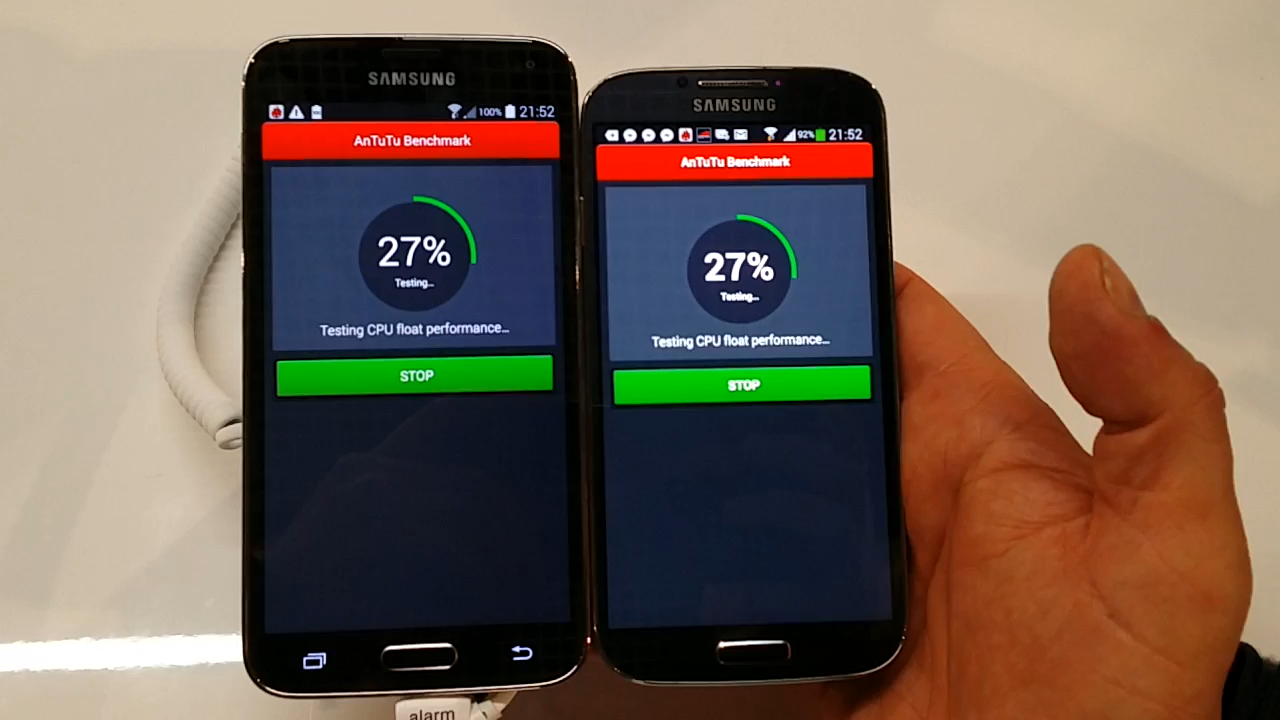 SAMSUNG
100% 21:52
AnTuTu Benchmark
27%
Testing...
Testing CPU float performance...
STOP
alarm
SAMSUNG
92% 21:52
AnTuTu Benchmark
27%
Testing...
Testing CPU float performance...
STOP